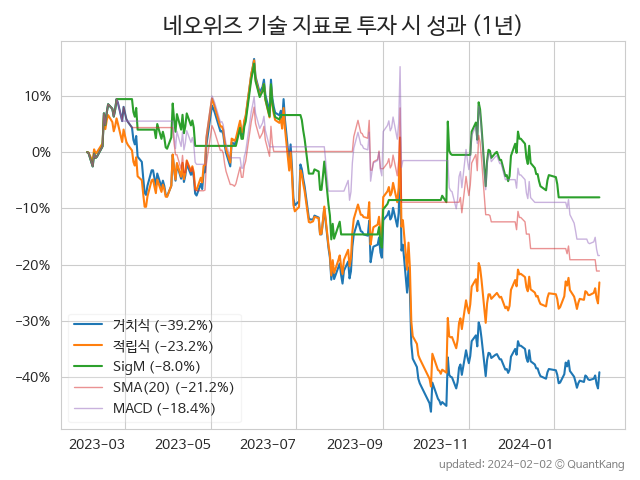 네오위즈 기술 지표로 투자 시 성과 (1년)
10%
0%
−10%
−20%
−30%
−40%
거치식 (−39.2%)
적립식 (−23.2%)
SigM (−8.0%)
SMA(20) (−21.2%)
MACD (−18.4%)
2023−03 2023−05 2023−07 2023−09 2023−11 2024−01
updated: 2024−02−02 © QuantKang